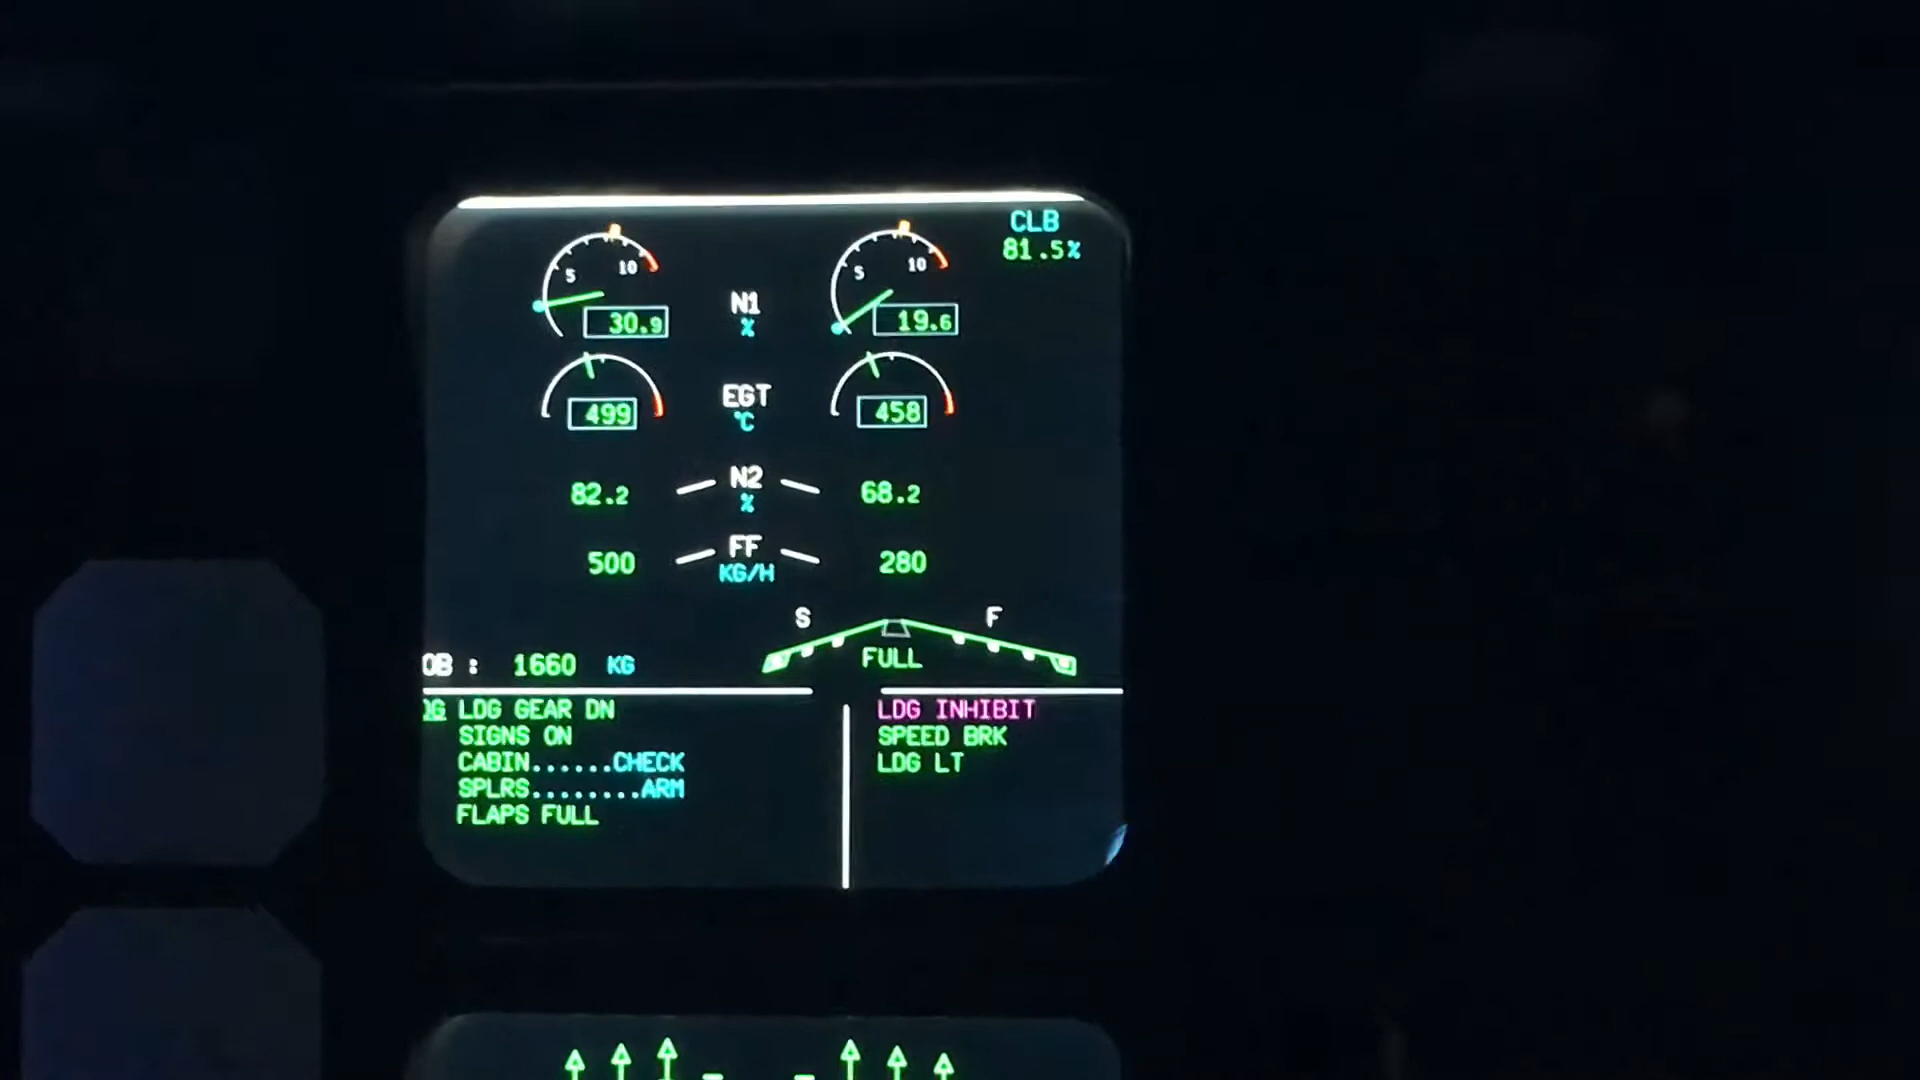 CLB
81.5%
5 10 5 10
30.9 N1 19.6
%
499 EGT 458
°C
82.2 N2 68.2
%
500 FF 280
KG/H
S F
FULL
OB : 1660 KG
LDG GEAR DN
SIGNS ON
CABIN......CHECK
SPLRS........ARM
FLAPS FULL
LDG INHIBIT
SPEED BRK
LDG LT